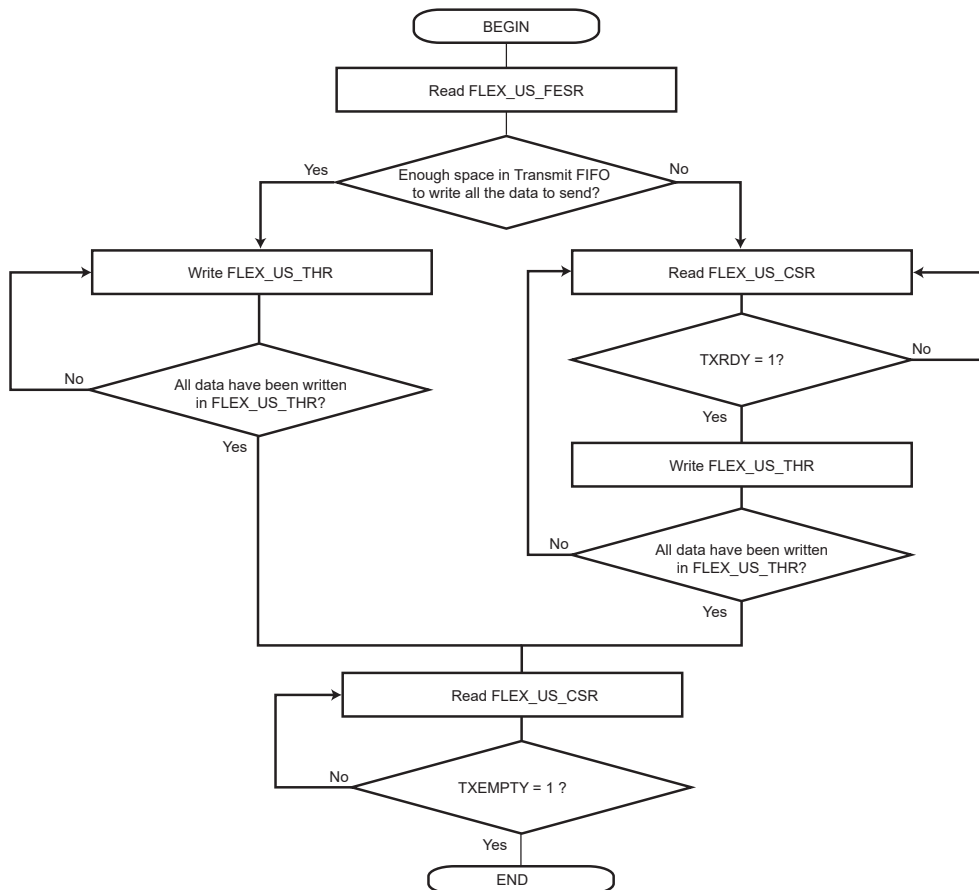 BEGIN
Read FLEX_US_FESR
Yes
Enough space in Transmit FIFO
to write all the data to send?
No
Write FLEX_US_THR
Read FLEX_US_CSR
TXRDY = 1?
No
No
All data have been written
in FLEX_US_THR?
Yes
Yes
Write FLEX_US_THR
No
All data have been written
in FLEX_US_THR?
Yes
Read FLEX_US_CSR
No
TXEMPTY = 1 ?
Yes
END